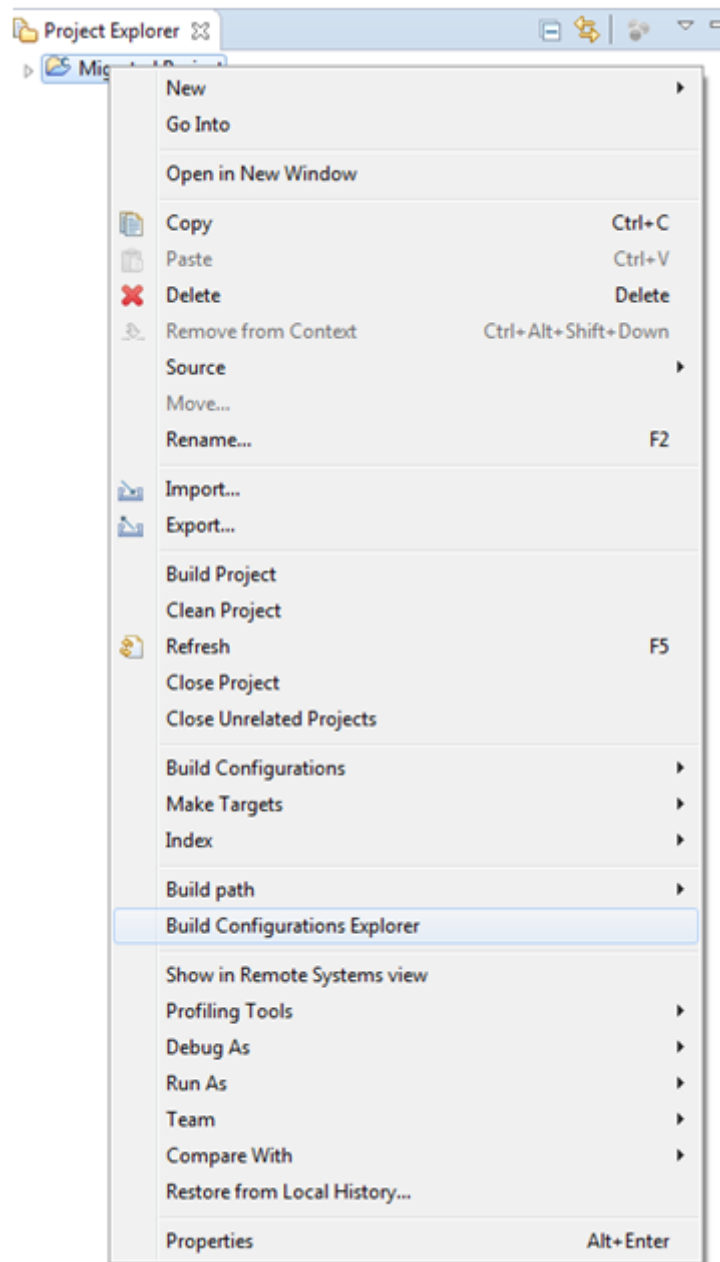 Project Explorer
New
Go Into
Open in New Window
Copy Ctrl+C
Paste Ctrl+V
Delete Delete
Remove from Context Ctrl+Alt+Shift+Down
Source
Move...
Rename... F2
Import...
Export...
Build Project
Clean Project
Refresh F5
Close Project
Close Unrelated Projects
Build Configurations
Make Targets
Index
Build path
Build Configurations Explorer
Show in Remote Systems view
Profiling Tools
Debug As
Run As
Team
Compare With
Restore from Local History...
Properties Alt+Enter